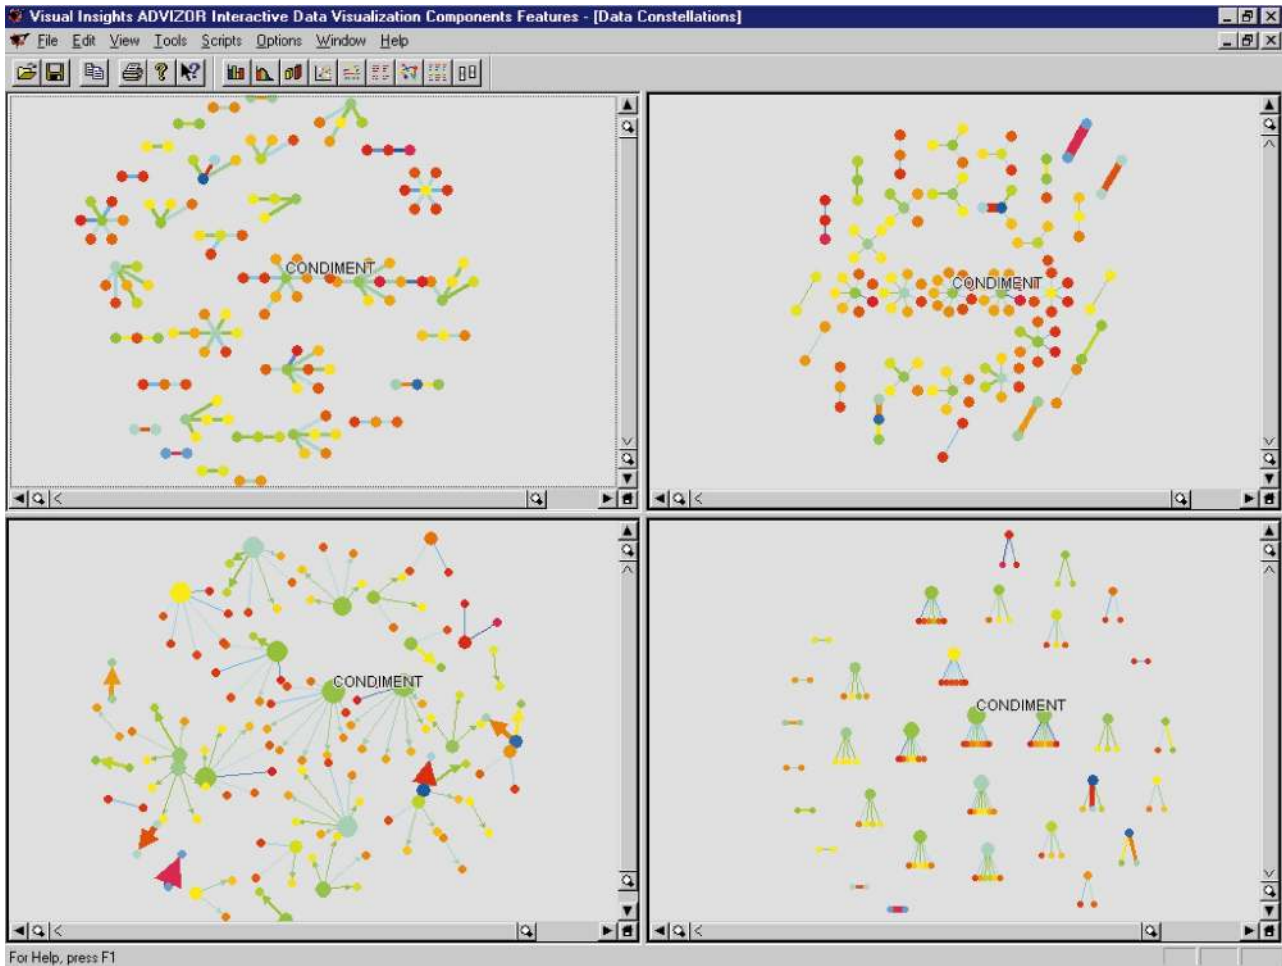 Visual Insights ADVIZOR Interactive Data Visualization Components Features - [Data Constellations]
File Edit View Tools Scripts Options Window Help
CONDIMENT
CONDIMENT
CONDIMENT
CONDIMENT
For Help, press F1